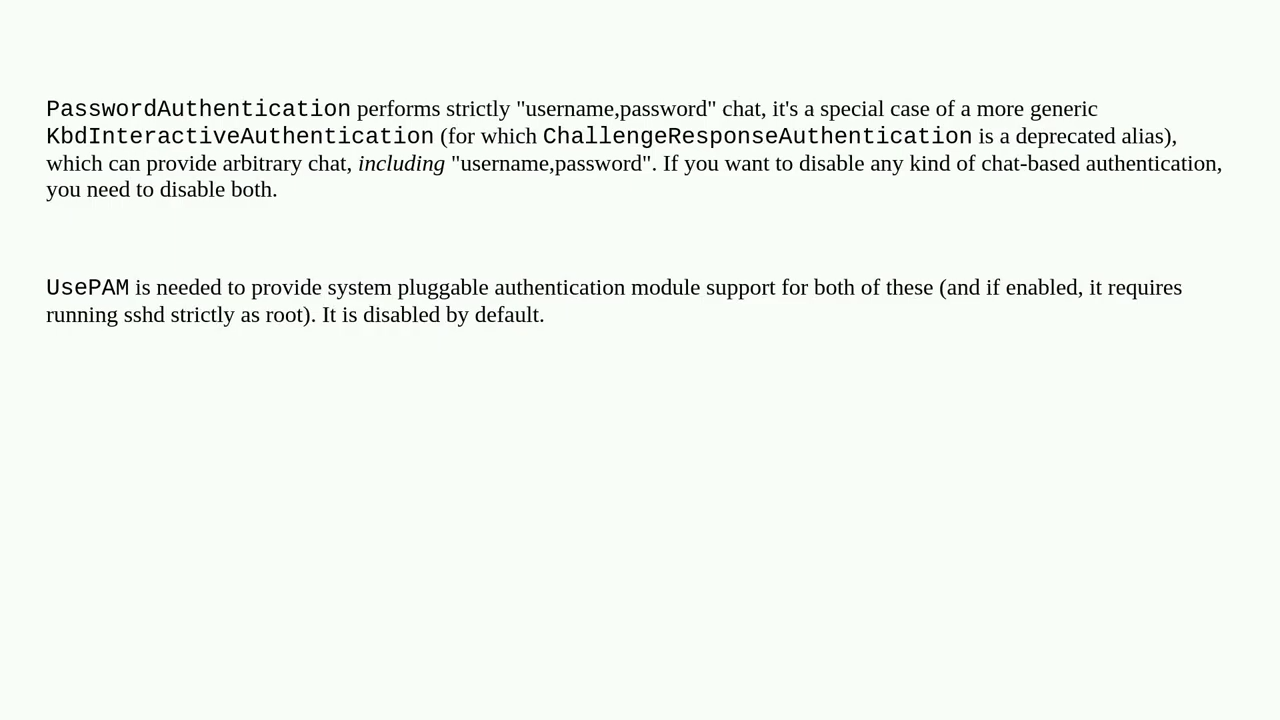 PasswordAuthentication performs strictly "username,password" chat, it's a special case of a more generic
KbdInteractiveAuthentication (for which ChallengeResponseAuthentication is a deprecated alias),
which can provide arbitrary chat, including "username,password". If you want to disable any kind of chat-based authentication,
you need to disable both.
UsePAM is needed to provide system pluggable authentication module support for both of these (and if enabled, it requires
running sshd strictly as root). It is disabled by default.